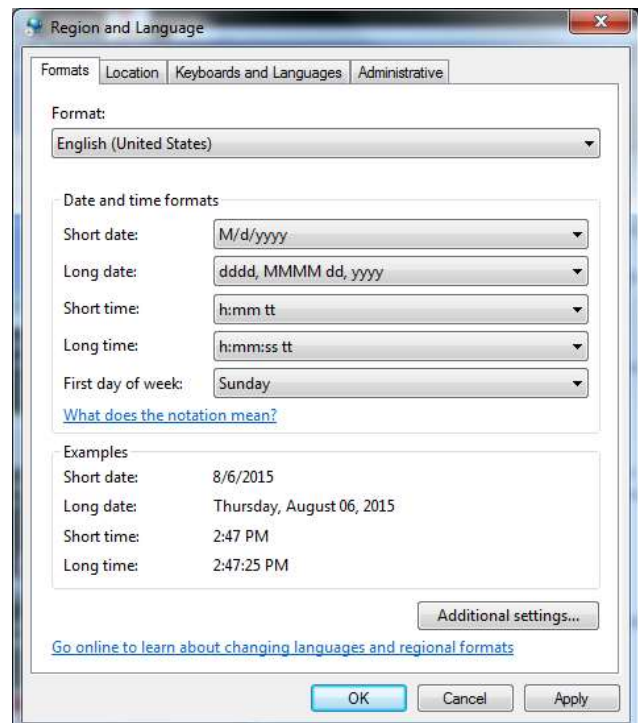 Region and Language
Formats Location Keyboards and Languages Administrative
Format:
English (United States)
Date and time formats
Short date: M/d/yyyy
Long date: dddd, MMMM dd, yyyy
Short time: h:mm tt
Long time: h:mm:ss tt
First day of week: Sunday
What does the notation mean?
Examples
Short date: 8/6/2015
Long date: Thursday, August 06, 2015
Short time: 2:47 PM
Long time: 2:47:25 PM
Additional settings...
Go online to learn about changing languages and regional formats
OK Cancel Apply